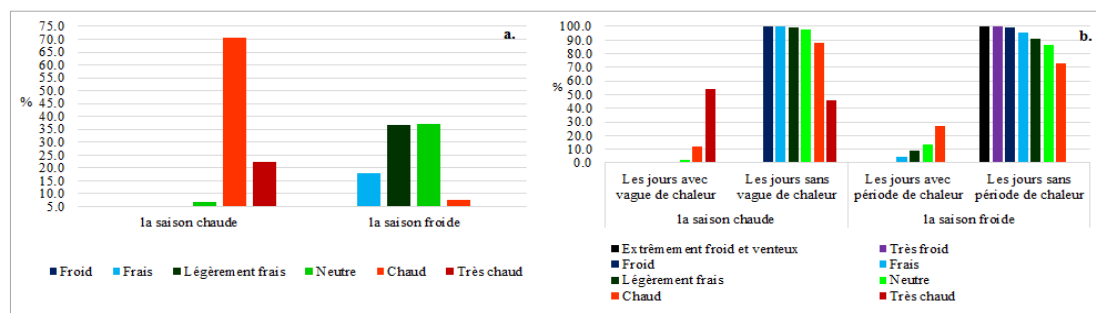 75.0
70.0
65.0
60.0
55.0
50.0
45.0
40.0
35.0
30.0
25.0
20.0
15.0
10.0
5.0
%
a.
la saison chaude la saison froide
Froid Frais Légèrement frais Neutre Chaud Très chaud
100.0
90.0
80.0
70.0
60.0
50.0
40.0
30.0
20.0
10.0
0.0
%
b.
Les jours avec Les jours sans Les jours avec Les jours sans
vague de chaleur vague de chaleur période de chaleur période de chaleur
la saison chaude la saison froide
Extrêmement froid et venteux Très froid
Froid Frais
Légèrement frais Neutre
Chaud Très chaud